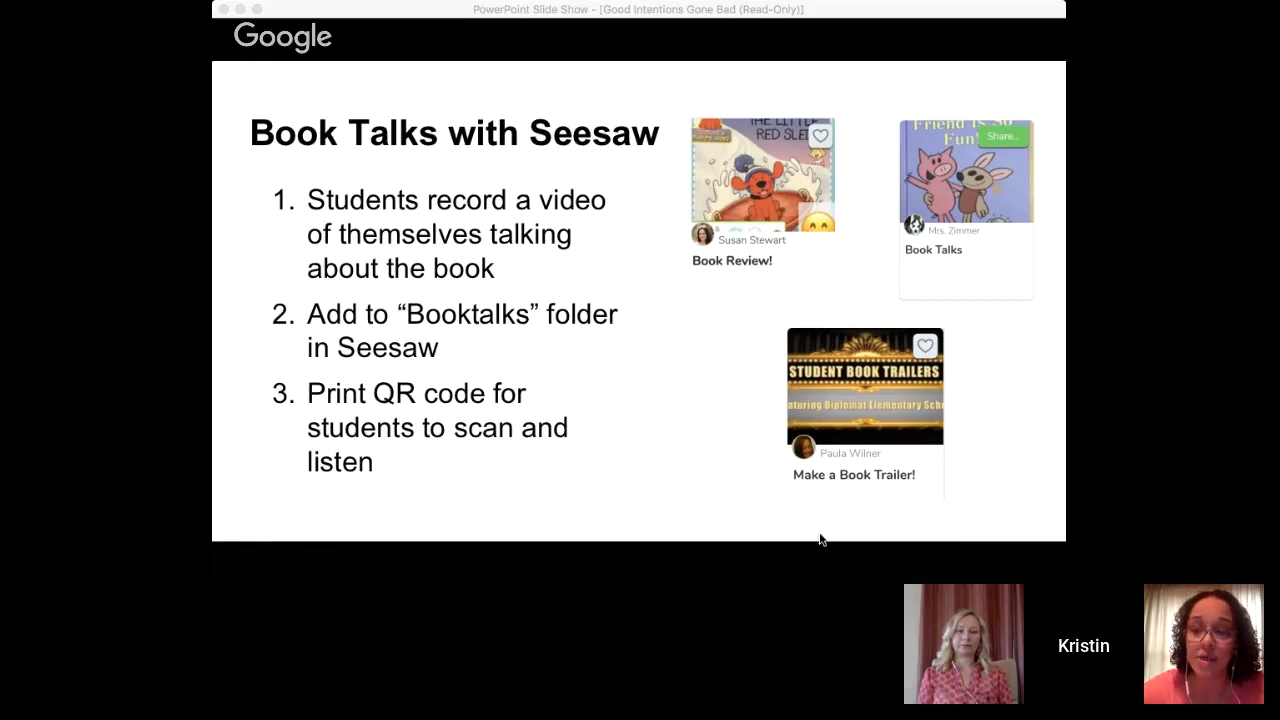 PowerPoint Slide Show - [Good Intentions Gone Bad (Read-Only)]
Google
Book Talks with Seesaw
1. Students record a video
of themselves talking
about the book
2. Add to “Booktalks” folder
in Seesaw
3. Print QR code for
students to scan and
listen
THE LITTLE
RED SLED
Susan Stewart
Book Review!
Friend Is So
Fun!
Share...
Mrs. Zimmer
Book Talks
STUDENT BOOK TRAILERS
Diplomat Elementary
Paula Wilner
Make a Book Trailer!
Kristin